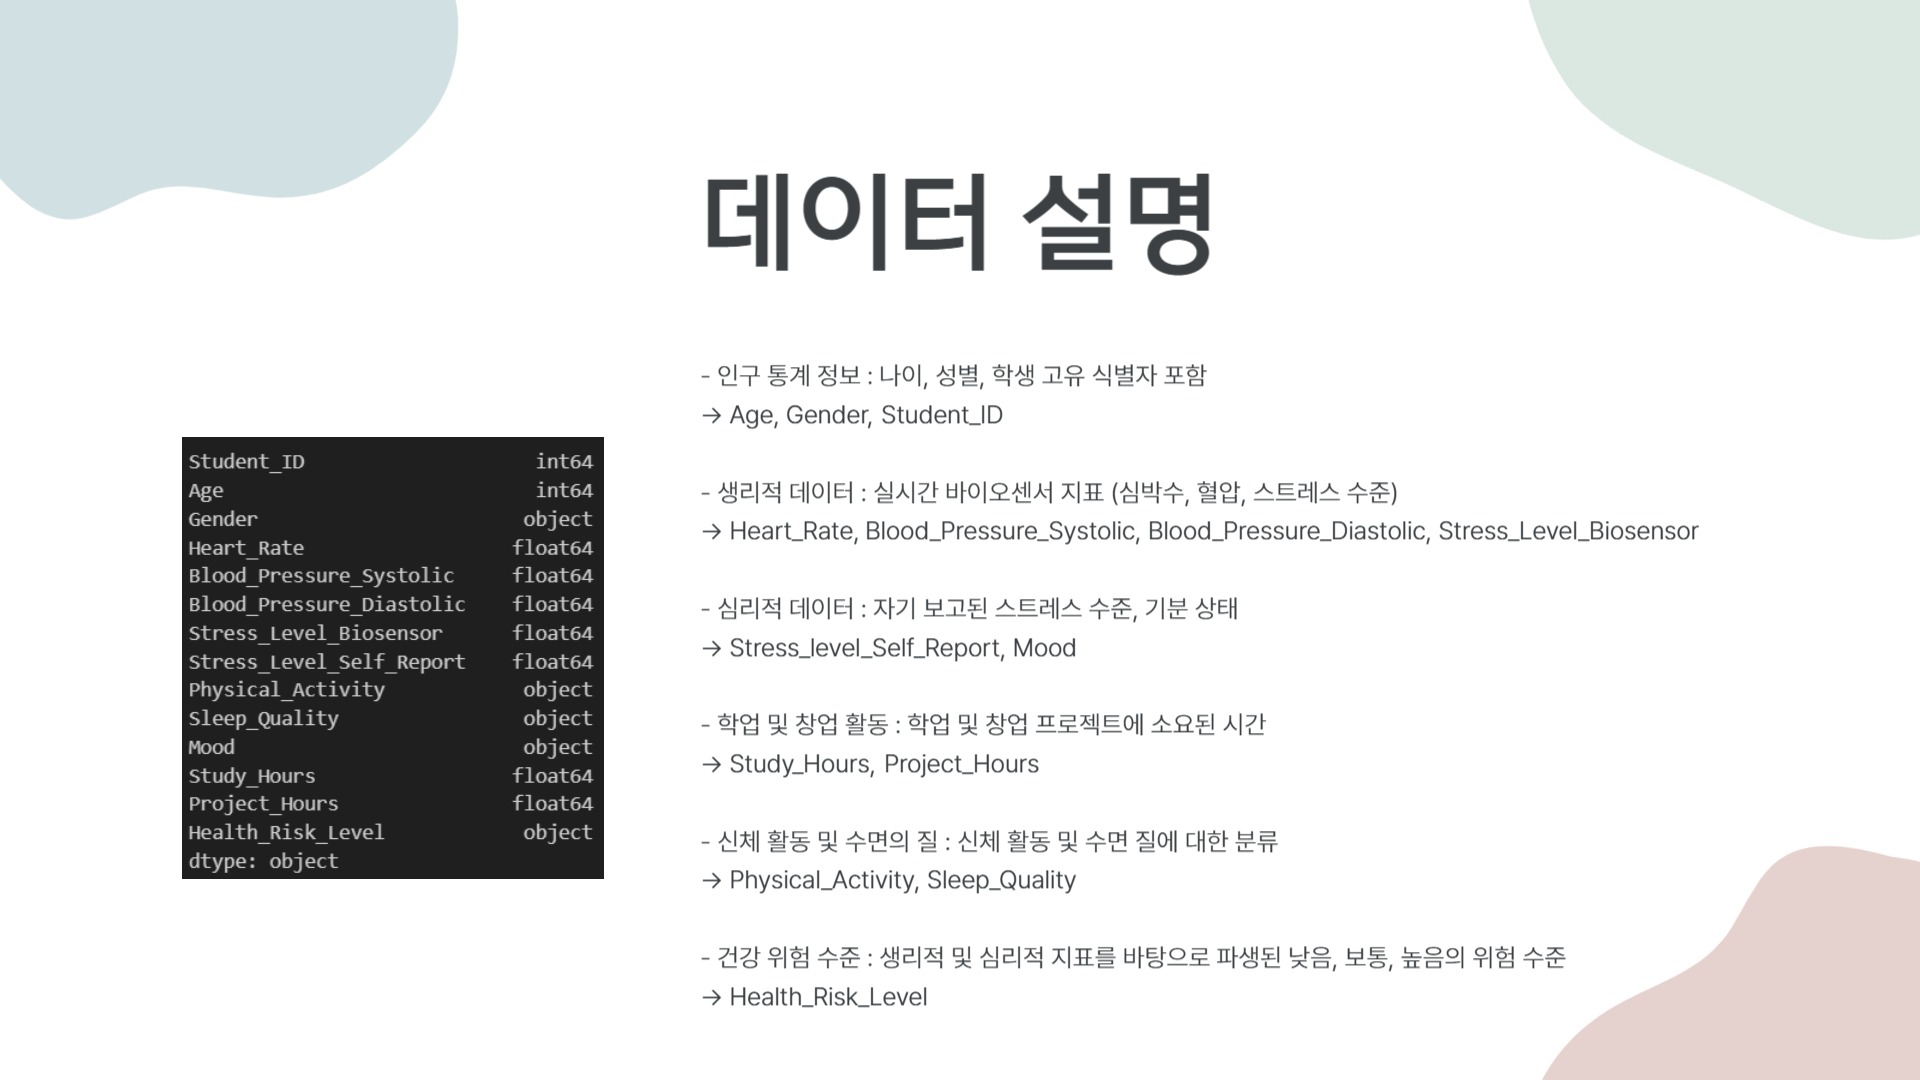 데이터 설명
Student_ID int64
Age int64
Gender object
Heart_Rate float64
Blood_Pressure_Systolic float64
Blood_Pressure_Diastolic float64
Stress_Level_Biosensor float64
Stress_Level_Self_Report float64
Physical_Activity object
Sleep_Quality object
Mood object
Study_Hours float64
Project_Hours float64
Health_Risk_Level object
dtype: object
- 인구 통계 정보 : 나이, 성별, 학생 고유 식별자 포함
→ Age, Gender, Student_ID
- 생리적 데이터 : 실시간 바이오센서 지표 (심박수, 혈압, 스트레스 수준)
→ Heart_Rate, Blood_Pressure_Systolic, Blood_Pressure_Diastolic, Stress_Level_Biosensor
- 심리적 데이터 : 자기 보고된 스트레스 수준, 기분 상태
→ Stress_level_Self_Report, Mood
- 학업 및 창업 활동 : 학업 및 창업 프로젝트에 소요된 시간
→ Study_Hours, Project_Hours
- 신체 활동 및 수면의 질 : 신체 활동 및 수면 질에 대한 분류
→ Physical_Activity, Sleep_Quality
- 건강 위험 수준 : 생리적 및 심리적 지표를 바탕으로 파생된 낮음, 보통, 높음의 위험 수준
→ Health_Risk_Level